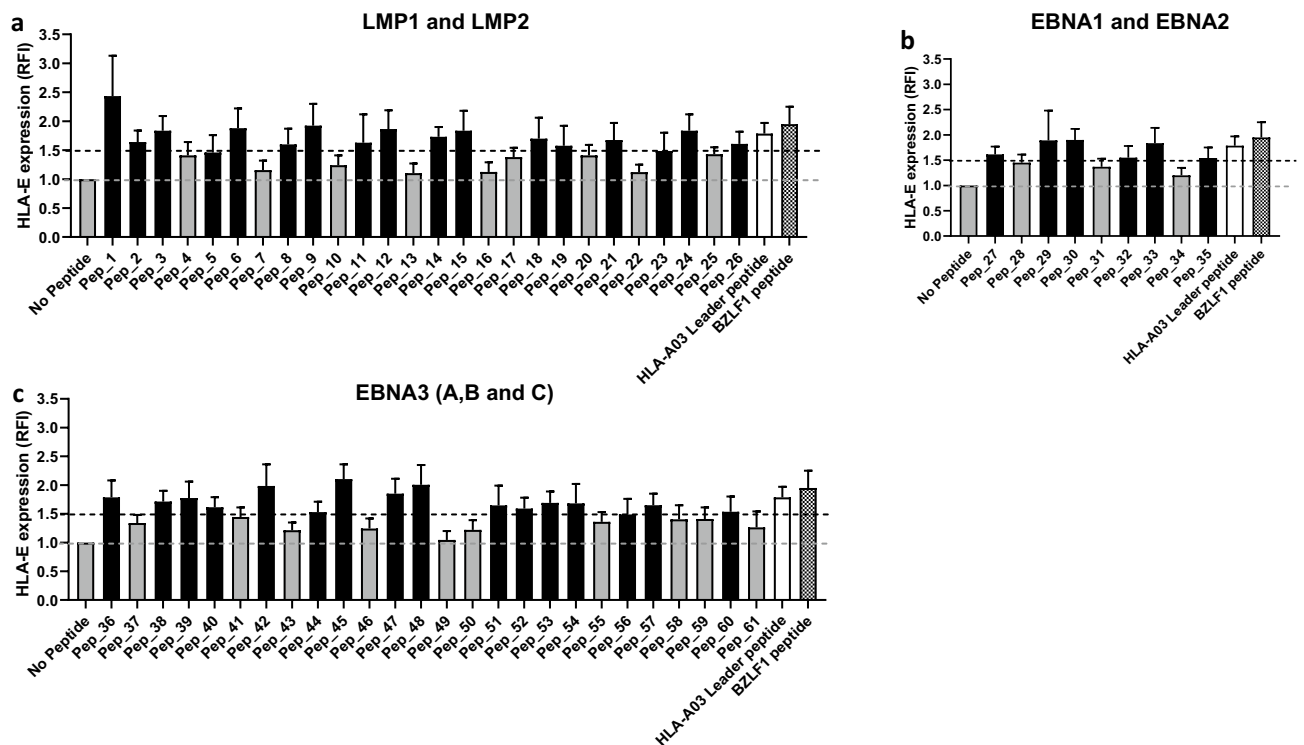 a
LMP1 and LMP2
HLA-E expression (RFI)
3.5
3.0
2.5
2.0
1.5
1.0
0.5
0.0
No Peptide
Pep_1
Pep_2
Pep_3
Pep_4
Pep_5
Pep_6
Pep_7
Pep_8
Pep_9
Pep_10
Pep_11
Pep_12
Pep_13
Pep_14
Pep_15
Pep_16
Pep_17
Pep_18
Pep_19
Pep_20
Pep_21
Pep_22
Pep_23
Pep_24
Pep_25
Pep_26
HLA-A03 Leader peptide
BZLF1 peptide
b
EBNA1 and EBNA2
HLA-E expression (RFI)
3.5
3.0
2.5
2.0
1.5
1.0
0.5
0.0
No Peptide
Pep_27
Pep_28
Pep_29
Pep_30
Pep_31
Pep_32
Pep_33
Pep_34
Pep_35
HLA-A03 Leader peptide
BZLF1 peptide
c
EBNA3 (A,B and C)
HLA-E expression (RFI)
3.5
3.0
2.5
2.0
1.5
1.0
0.5
0.0
No Peptide
Pep_36
Pep_37
Pep_38
Pep_39
Pep_40
Pep_41
Pep_42
Pep_43
Pep_44
Pep_45
Pep_46
Pep_47
Pep_48
Pep_49
Pep_50
Pep_51
Pep_52
Pep_53
Pep_54
Pep_55
Pep_56
Pep_57
Pep_58
Pep_59
Pep_60
Pep_61
HLA-A03 Leader peptide
BZLF1 peptide